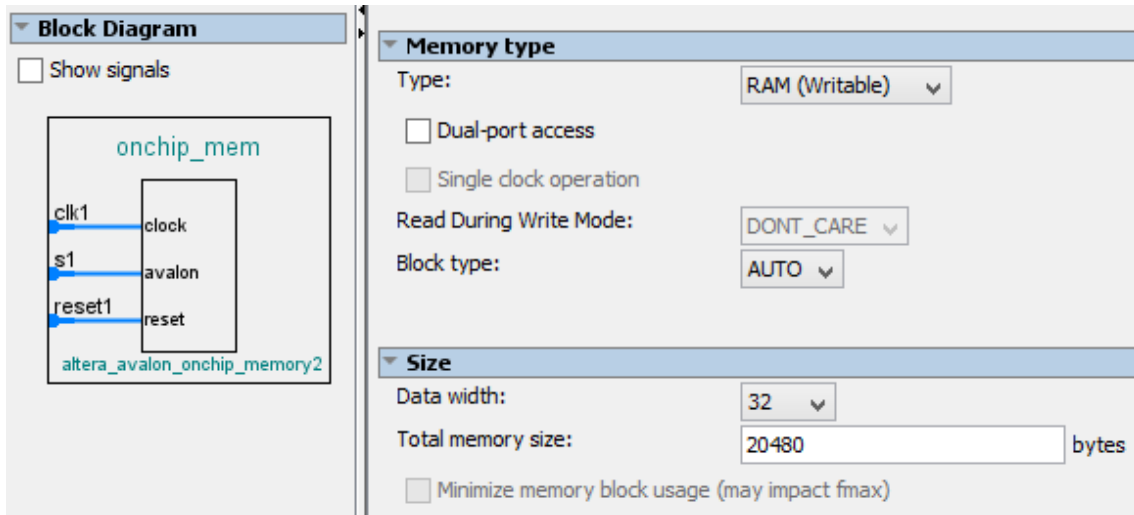 Block Diagram
Show signals
onchip_mem
clk1
clock
s1
avalon
reset1
reset
altera_avalon_onchip_memory2
Memory type
Type: RAM (Writable)
Dual-port access
Single clock operation
Read During Write Mode: DONT_CARE
Block type: AUTO
Size
Data width: 32
Total memory size: 20480 bytes
Minimize memory block usage (may impact fmax)